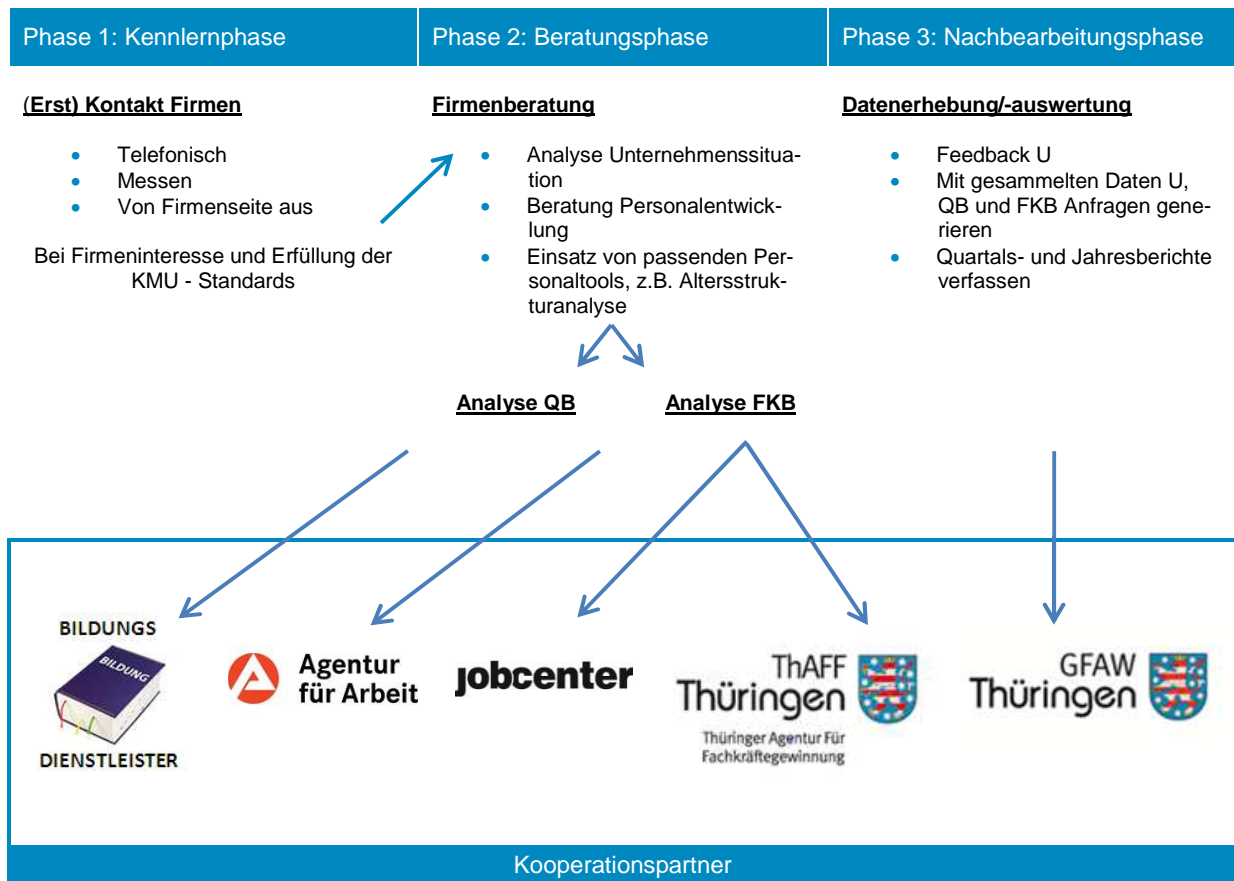 Phase 1: Kennlernphase
Phase 2: Beratungsphase
Phase 3: Nachbearbeitungsphase
(Erst) Kontakt Firmen
• Telefonisch
• Messen
• Von Firmenseite aus
Bei Firmeninteresse und Erfüllung der
KMU - Standards
Firmenberatung
• Analyse Unternehmenssitua-
tion
• Beratung Personalentwick-
lung
• Einsatz von passenden Per-
sonaltools, z.B. Altersstruk-
turanalyse
Analyse QB
Analyse FKB
Datenerhebung/-auswertung
• Feedback U
• Mit gesammelten Daten U,
QB und FKB Anfragen gene-
rieren
• Quartals- und Jahresberichte
verfassen
BILDUNGS
BILDUNG
DIENSTLEISTER
Agentur
für Arbeit
jobcenter
ThAFF
Thüringen
Thüringer Agentur Für
Fachkräftegewinnung
GFAW
Thüringen
Kooperationspartner